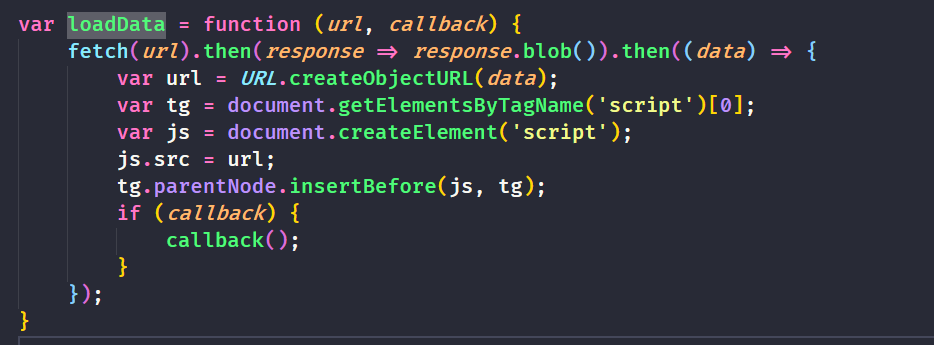 var loadData = function (url, callback) {
    fetch(url).then(response => response.blob()).then((data) => {
        var url = URL.createObjectURL(data);
        var tg = document.getElementsByTagName('script')[0];
        var js = document.createElement('script');
        js.src = url;
        tg.parentNode.insertBefore(js, tg);
        if (callback) {
            callback();
        }
    });
}